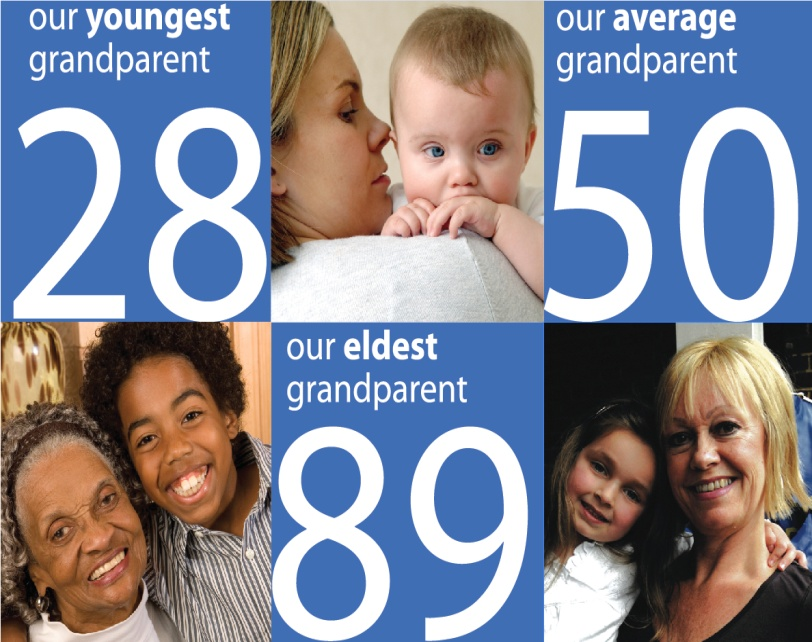 our youngest
grandparent
28
our average
grandparent
50
our eldest
grandparent
89